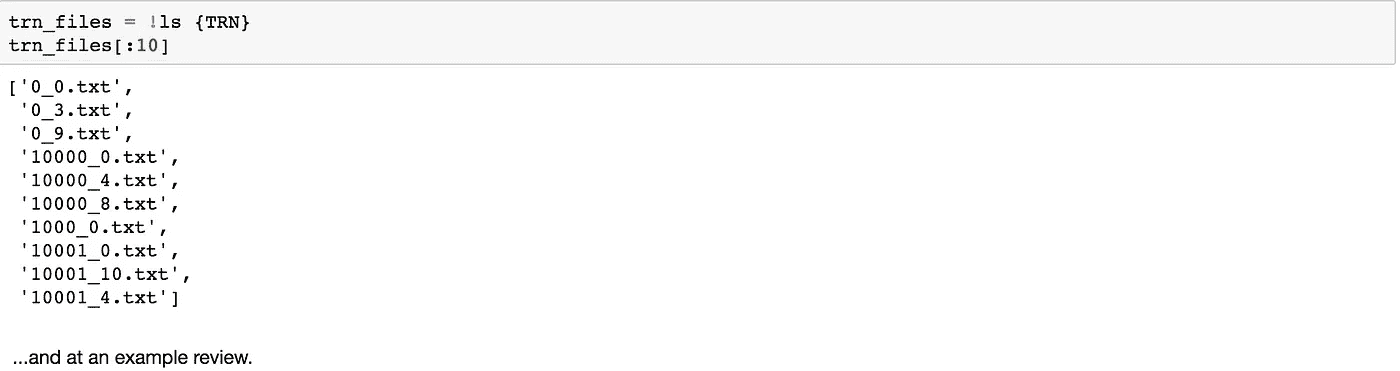 trn_files = !ls {TRN}
trn_files[:10]
['0_0.txt',
 '0_3.txt',
 '0_9.txt',
 '10000_0.txt',
 '10000_4.txt',
 '10000_8.txt',
 '1000_0.txt',
 '10001_0.txt',
 '10001_10.txt',
 '10001_4.txt']
...and at an example review.